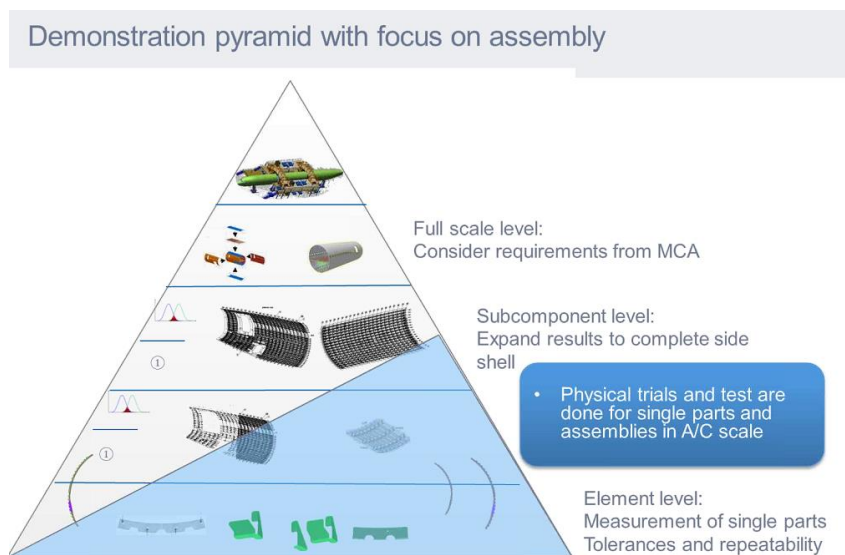 Demonstration pyramid with focus on assembly
Full scale level:
Consider requirements from MCA
Subcomponent level:
Expand results to complete side
shell
• Physical trials and test are
done for single parts and
assemblies in A/C scale
①
①
Element level:
Measurement of single parts
Tolerances and repeatability